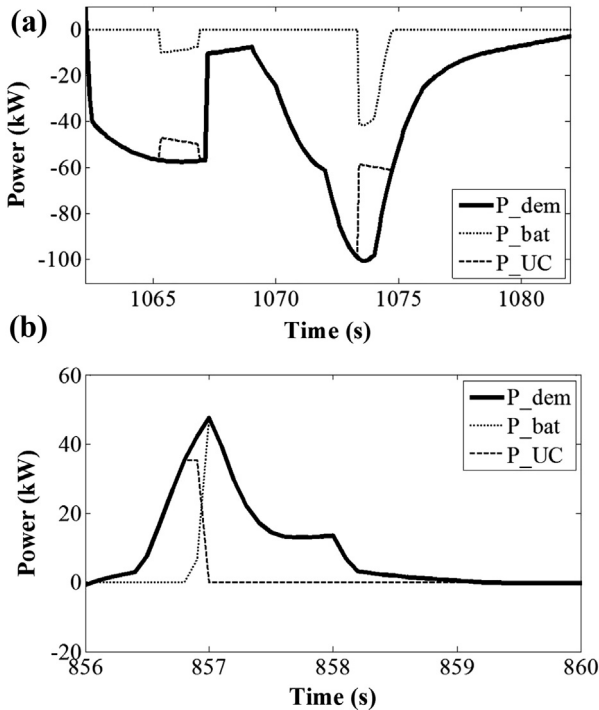 (a)
Power (kW)
0
-20
-40
-60
-80
-100
1065
1070
1075
1080
Time (s)
P_dem
P_bat
P_UC
(b)
Power (kW)
60
40
20
0
-20
856
857
858
859
860
Time (s)
P_dem
P_bat
P_UC